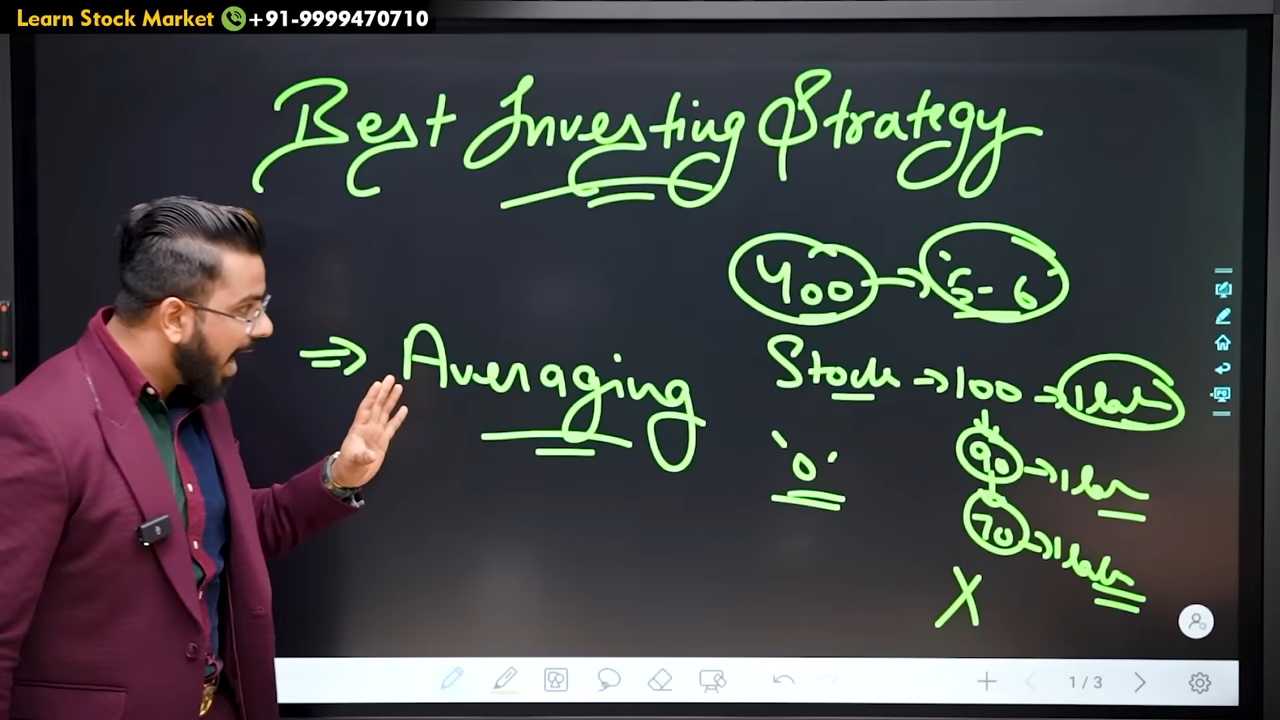 Learn Stock Market +91-9999470710
Best Investing Strategy
400 → 5-6
⇒ Averaging
Stock → 100 → 1 lakh
'0'
90 → 1 lakh
70 → 1 lakh
X
1 / 3